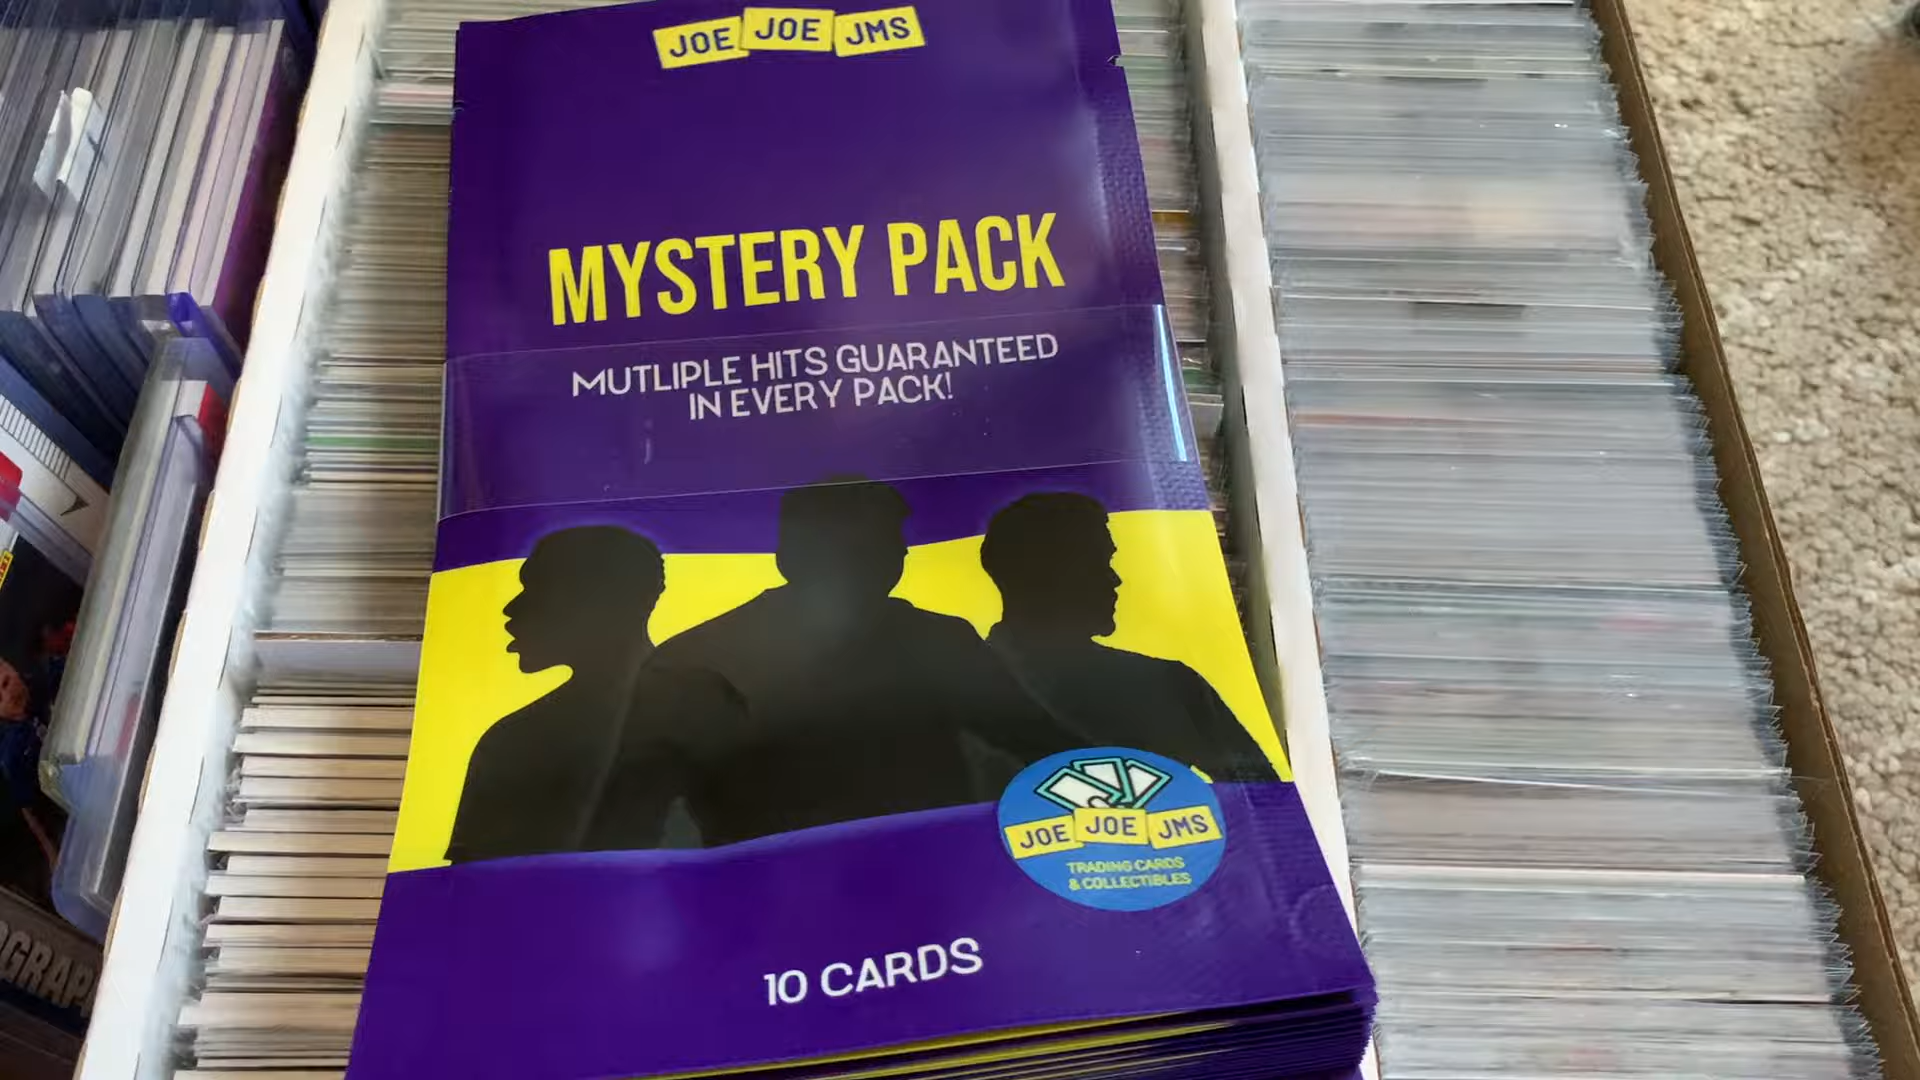 JOE JOE JMS
MYSTERY PACK
MUTLIPLE HITS GUARANTEED
IN EVERY PACK!
JOE JOE JMS
TRADING CARDS
& COLLECTIBLES
10 CARDS